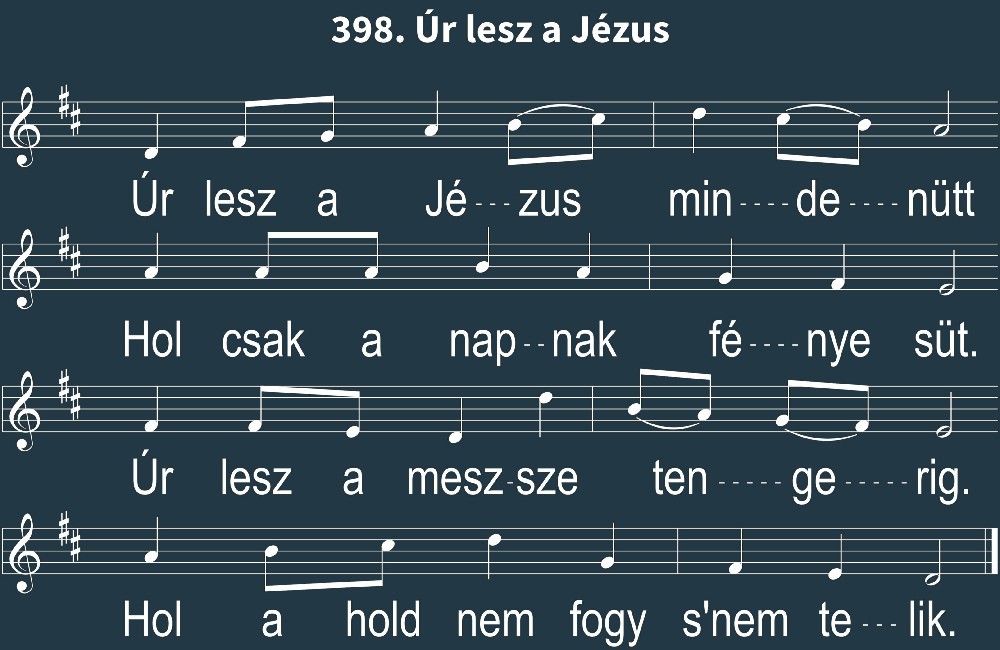 398. Úr lesz a Jézus
Úr lesz a Jé---zus min----de----nütt
Hol csak a nap--nak fé----nye süt.
Úr lesz a mesz-sze ten-----ge-----rig.
Hol a hold nem fogy s'nem te---lik.